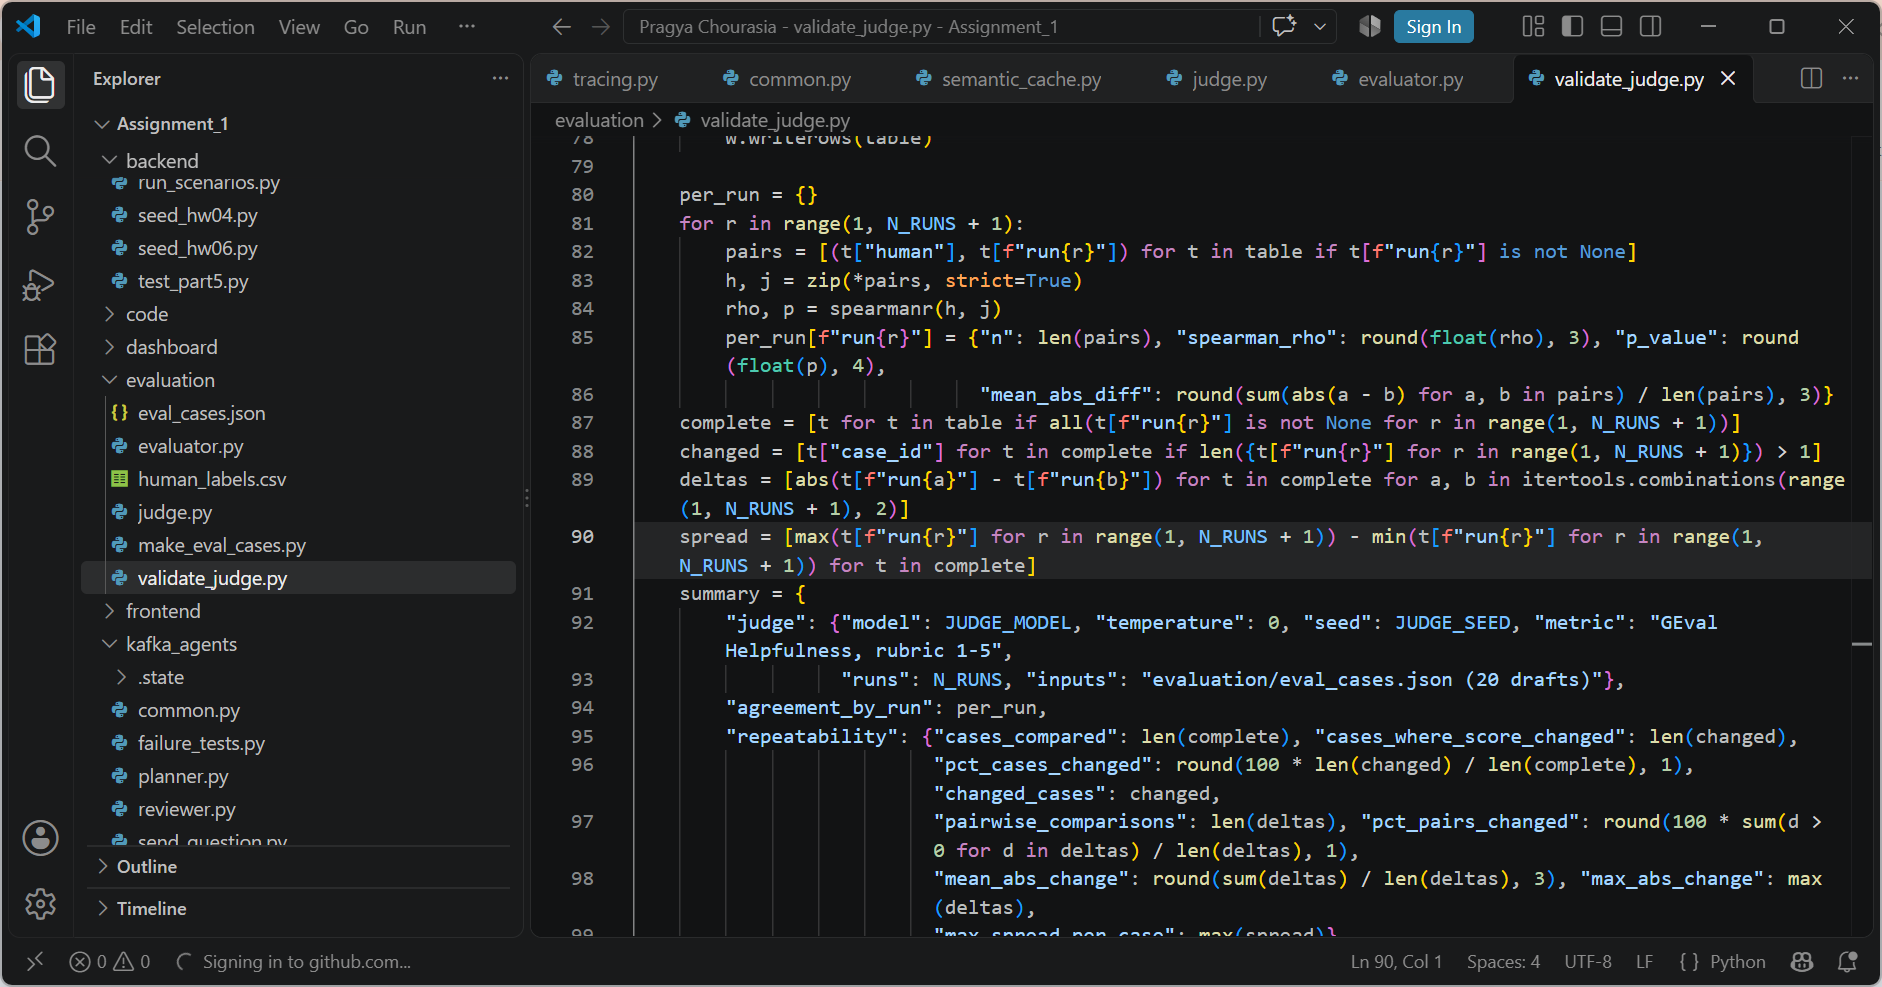 File Edit Selection View Go Run ···
Pragya Chourasia - validate_judge.py - Assignment_1
Sign In
Explorer
Assignment_1
backend
run_scenarios.py
seed_hw04.py
seed_hw06.py
test_part5.py
code
dashboard
evaluation
eval_cases.json
evaluator.py
human_labels.csv
judge.py
make_eval_cases.py
validate_judge.py
frontend
kafka_agents
.state
common.py
failure_tests.py
planner.py
reviewer.py
send_question.py
Outline
Timeline
tracing.py common.py semantic_cache.py judge.py evaluator.py validate_judge.py
evaluation > validate_judge.py
78 w.writerows(table)
79
80 per_run = {}
81 for r in range(1, N_RUNS + 1):
82 pairs = [(t["human"], t[f"run{r}"]) for t in table if t[f"run{r}"] is not None]
83 h, j = zip(*pairs, strict=True)
84 rho, p = spearmanr(h, j)
85 per_run[f"run{r}"] = {"n": len(pairs), "spearman_rho": round(float(rho), 3), "p_value": round
(float(p), 4),
86 "mean_abs_diff": round(sum(abs(a - b) for a, b in pairs) / len(pairs), 3)}
87 complete = [t for t in table if all(t[f"run{r}"] is not None for r in range(1, N_RUNS + 1))]
88 changed = [t["case_id"] for t in complete if len({t[f"run{r}"] for r in range(1, N_RUNS + 1)}) > 1]
89 deltas = [abs(t[f"run{a}"] - t[f"run{b}"]) for t in complete for a, b in itertools.combinations(range
(1, N_RUNS + 1), 2)]
90 spread = [max(t[f"run{r}"] for r in range(1, N_RUNS + 1)) - min(t[f"run{r}"] for r in range(1,
N_RUNS + 1)) for t in complete]
91 summary = {
92 "judge": {"model": JUDGE_MODEL, "temperature": 0, "seed": JUDGE_SEED, "metric": "GEval
Helpfulness, rubric 1-5",
93 "runs": N_RUNS, "inputs": "evaluation/eval_cases.json (20 drafts)"},
94 "agreement_by_run": per_run,
95 "repeatability": {"cases_compared": len(complete), "cases_where_score_changed": len(changed),
96 "pct_cases_changed": round(100 * len(changed) / len(complete), 1),
"changed_cases": changed,
97 "pairwise_comparisons": len(deltas), "pct_pairs_changed": round(100 * sum(d >
0 for d in deltas) / len(deltas), 1),
98 "mean_abs_change": round(sum(deltas) / len(deltas), 3), "max_abs_change": max
(deltas),
99 "max_spread_per_case": max(spread)}
0 0 Signing in to github.com...
Ln 90, Col 1 Spaces: 4 UTF-8 LF { } Python